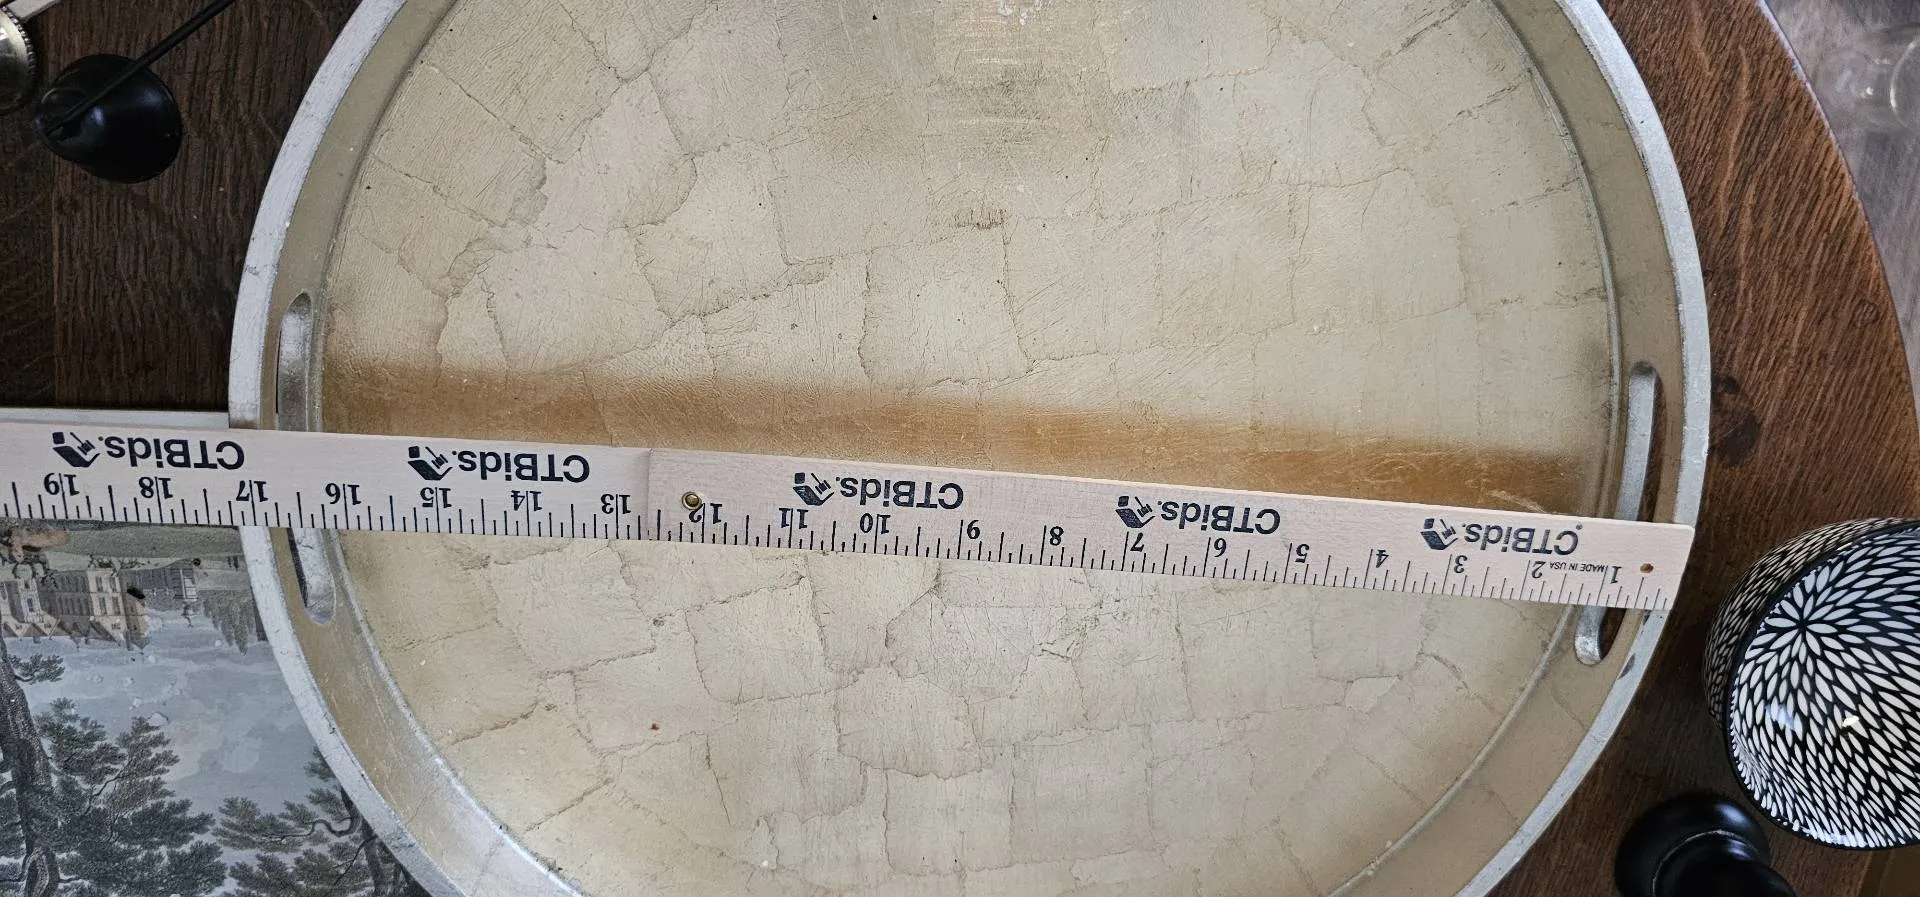 CTBids. CTBids. CTBids. CTBids. CTBids.
MADE IN USA
1 2 3 4 5 6 7 8 9 10 11 12 13 14 15 16 17 18 19